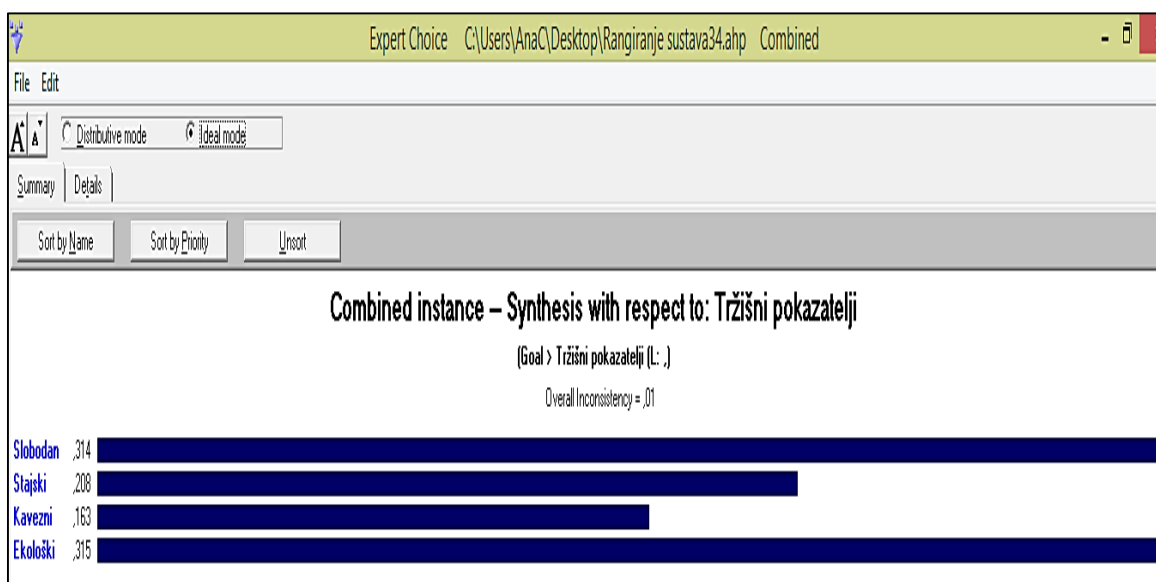 Expert Choice C:\Users\AnaC\Desktop\Rangiranje sustava34.ahp Combined
File Edit
A A Distributive mode Ideal mode
Summary Details
Sort by Name Sort by Priority Unsort
Combined instance – Synthesis with respect to: Tržišni pokazatelji
(Goal > Tržišni pokazatelji (L: ,)
Overall Inconsistency = ,01
Slobodan ,314
Stajski ,208
Kavezni ,163
Ekološki ,315